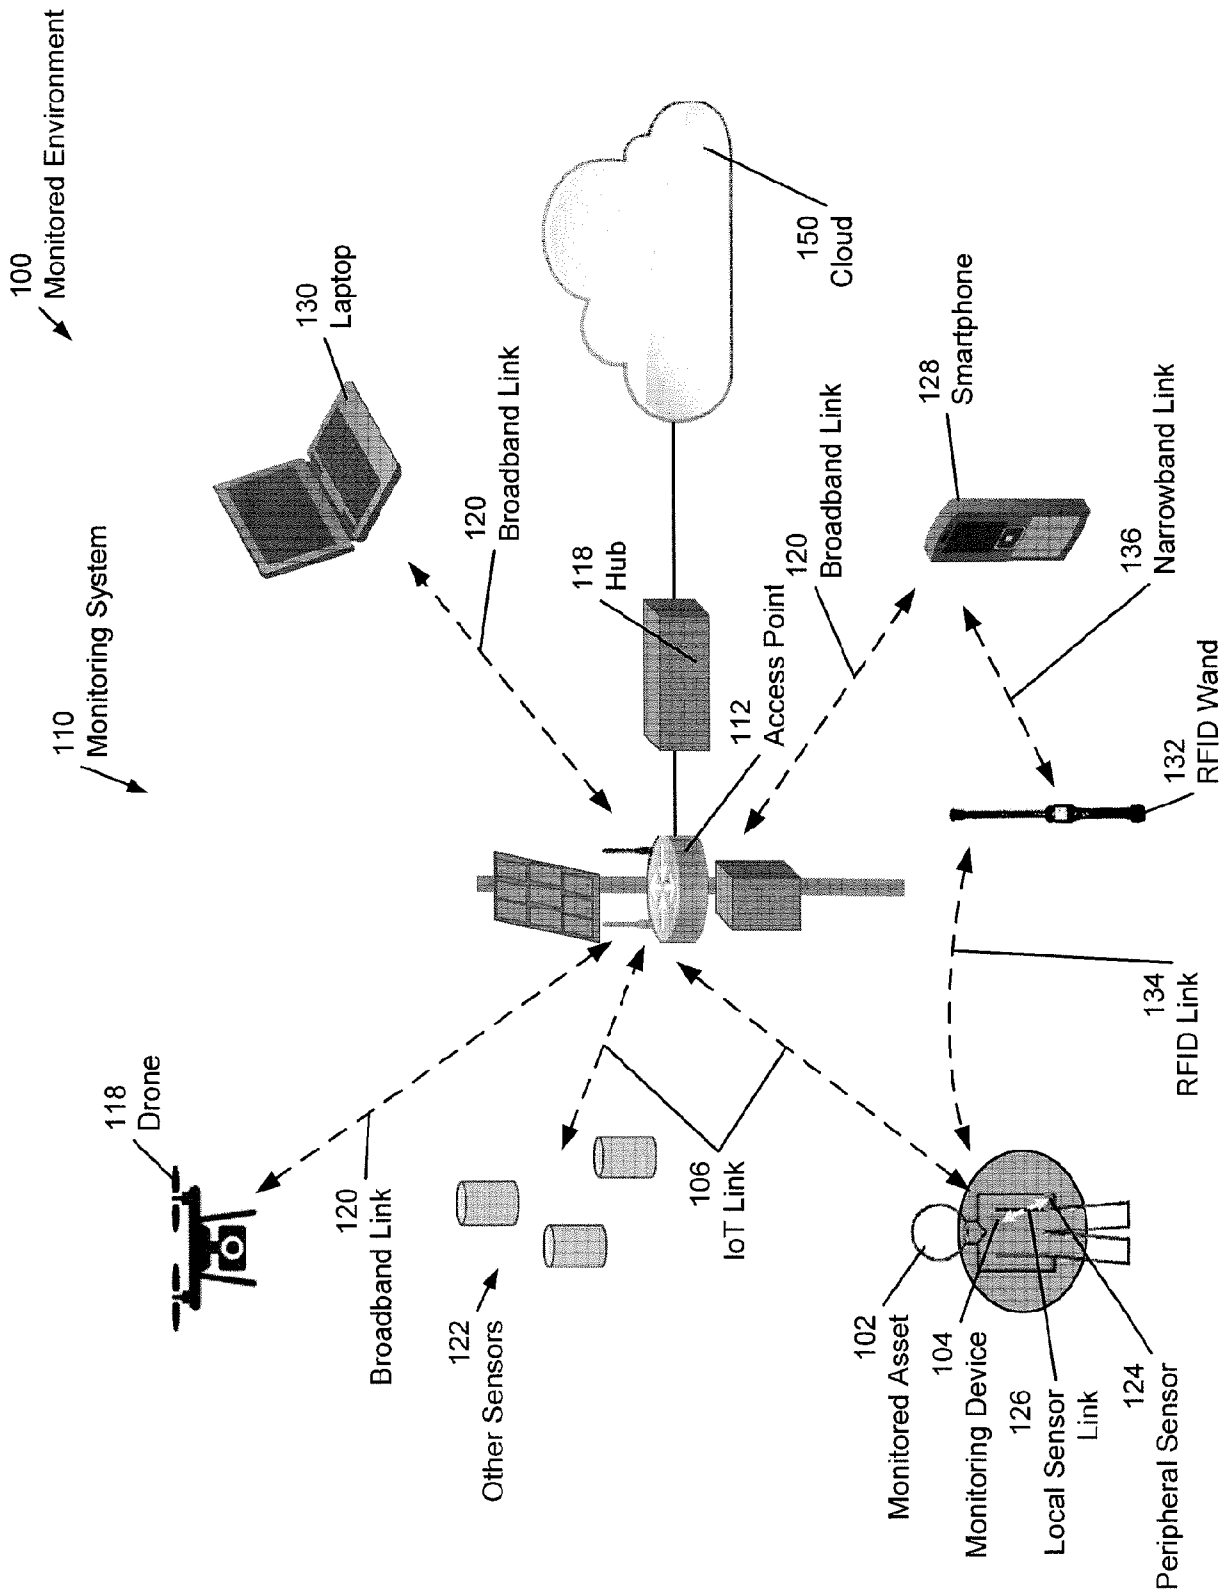 100
Monitored Environment
110
Monitoring System
118
Drone
130
Laptop
120
Broadband Link
120
Broadband Link
122
Other Sensors
118
Hub
150
Cloud
106
IoT Link
112
Access Point
120
Broadband Link
102
Monitored Asset
104
Monitoring Device
126
Local Sensor
Link
124
Peripheral Sensor
128
Smartphone
136
Narrowband Link
134
RFID Link
132
RFID Wand